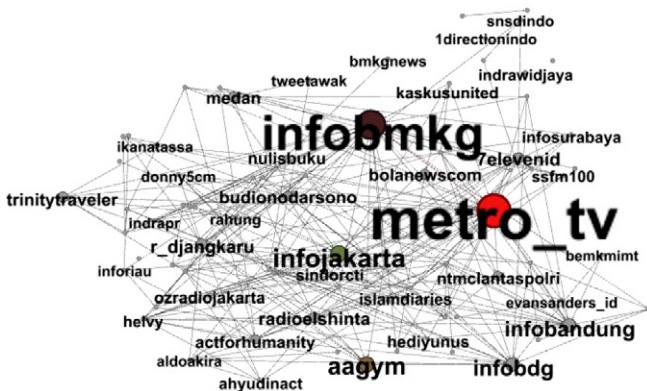 snsdindo
1directionindo
bmkgnews
tweetawak
indrawidjaya
kaskusunited
medan
infobmkg
infosurabaya
ikanatassa
nulisbuku
7elevenid
donny5cm
bolanewscom
ssfm100
trinitytraveler
budionodarsono
metro_tv
indrapr
rahung
r_djangkaru
infojakarta
bemkmimt
inforiau
sindorcti
ntmclantaspolri
ozradiojakarta
islamdiaries
evansanders_id
helvy
radioelshinta
infobandung
actforhumanity
hediyunus
aldoakira
aagym
infobdg
ahyudinact